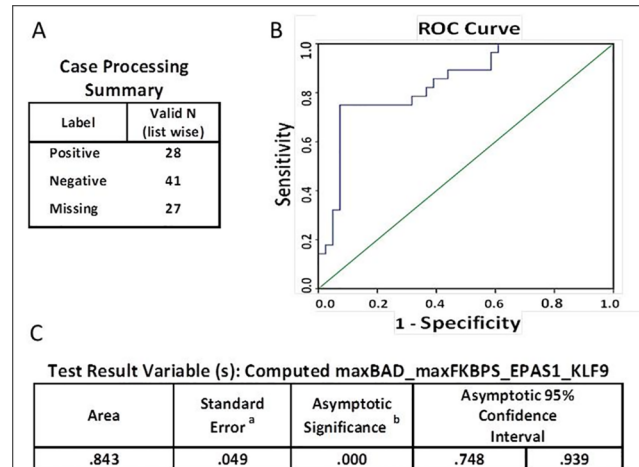 A
Case Processing
Summary
Label Valid N
(list wise)
Positive 28
Negative 41
Missing 27
B
ROC Curve
Sensitivity
1.0
0.8
0.6
0.4
0.2
0.0
0.0 0.2 0.4 0.6 0.8 1.0
1 - Specificity
C
Test Result Variable (s): Computed maxBAD_maxFKBPS_EPAS1_KLF9
Area Standard Error a Asymptotic Significance b Asymptotic 95% Confidence Interval
.843 .049 .000 .748 .939